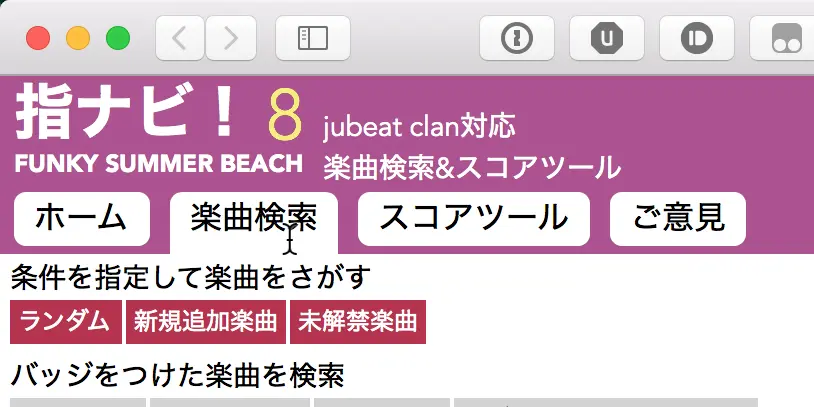 指ナビ！ 8
jubeat clan対応
FUNKY SUMMER BEACH
楽曲検索&スコアツール
ホーム 楽曲検索 スコアツール ご意見
条件を指定して楽曲をさがす
ランダム 新規追加楽曲 未解禁楽曲
バッジをつけた楽曲を検索